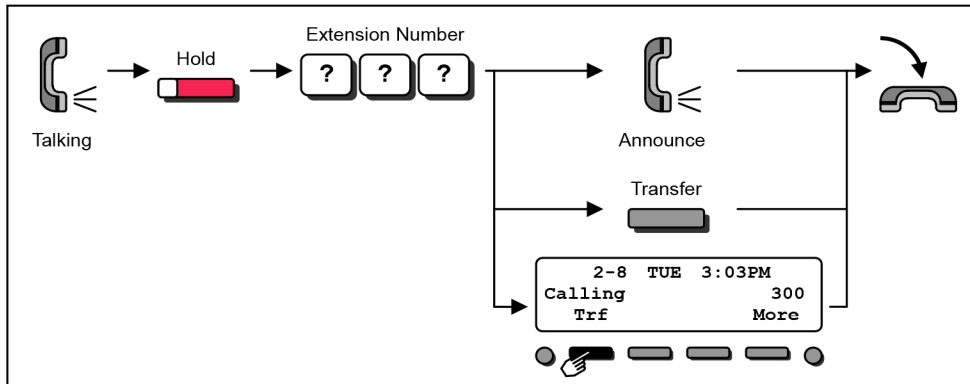 Talking
Hold
Extension Number
? ? ?
Announce
Transfer
2-8 TUE 3:03PM
Calling 300
Trf More